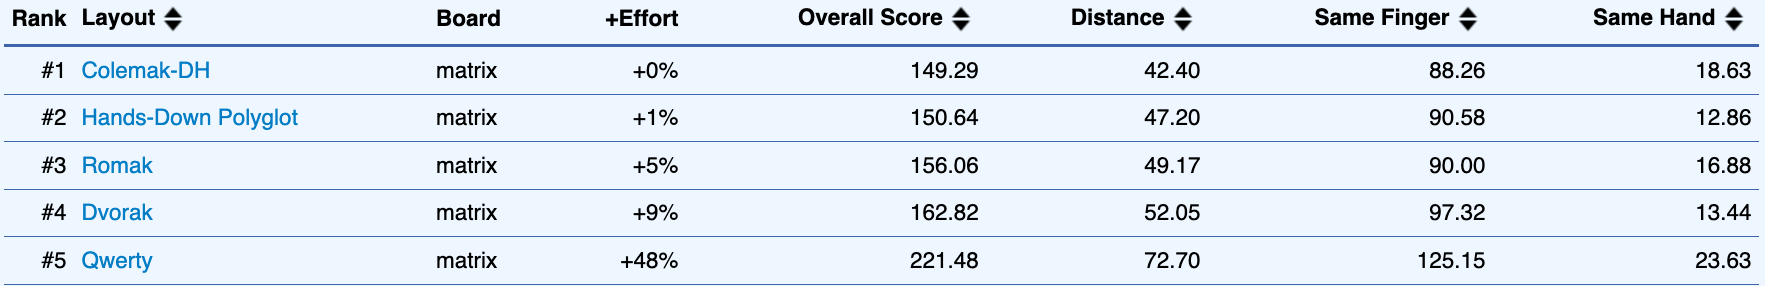 Rank Layout Board +Effort Overall Score Distance Same Finger Same Hand
#1 Colemak-DH matrix +0% 149.29 42.40 88.26 18.63
#2 Hands-Down Polyglot matrix +1% 150.64 47.20 90.58 12.86
#3 Romak matrix +5% 156.06 49.17 90.00 16.88
#4 Dvorak matrix +9% 162.82 52.05 97.32 13.44
#5 Qwerty matrix +48% 221.48 72.70 125.15 23.63